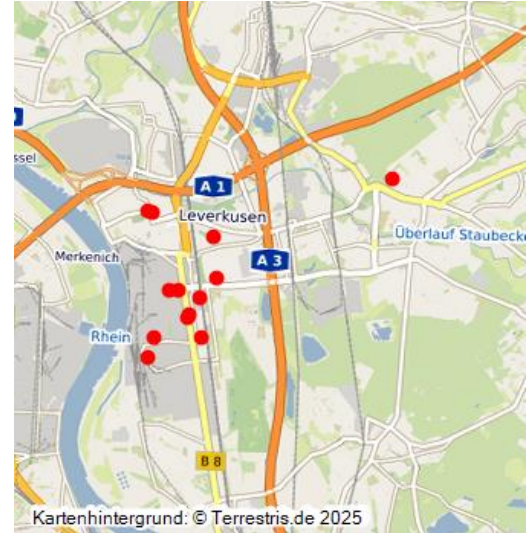 A 1
ssel
Leverkusen
Überlauf Staubecke
Merkenich
A 3
Rhein
B 8
Kartenhintergrund: © Terrestris.de 2025